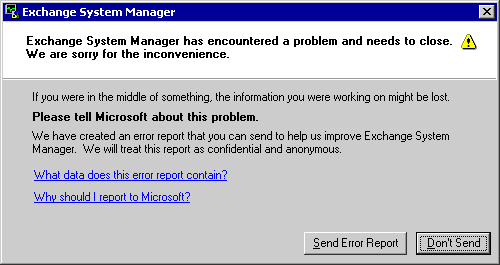 Exchange System Manager
Exchange System Manager has encountered a problem and needs to close.
We are sorry for the inconvenience.
If you were in the middle of something, the information you were working on might be lost.
Please tell Microsoft about this problem.
We have created an error report that you can send to help us improve Exchange System
Manager. We will treat this report as confidential and anonymous.
What data does this error report contain?
Why should I report to Microsoft?
Send Error Report
Don't Send